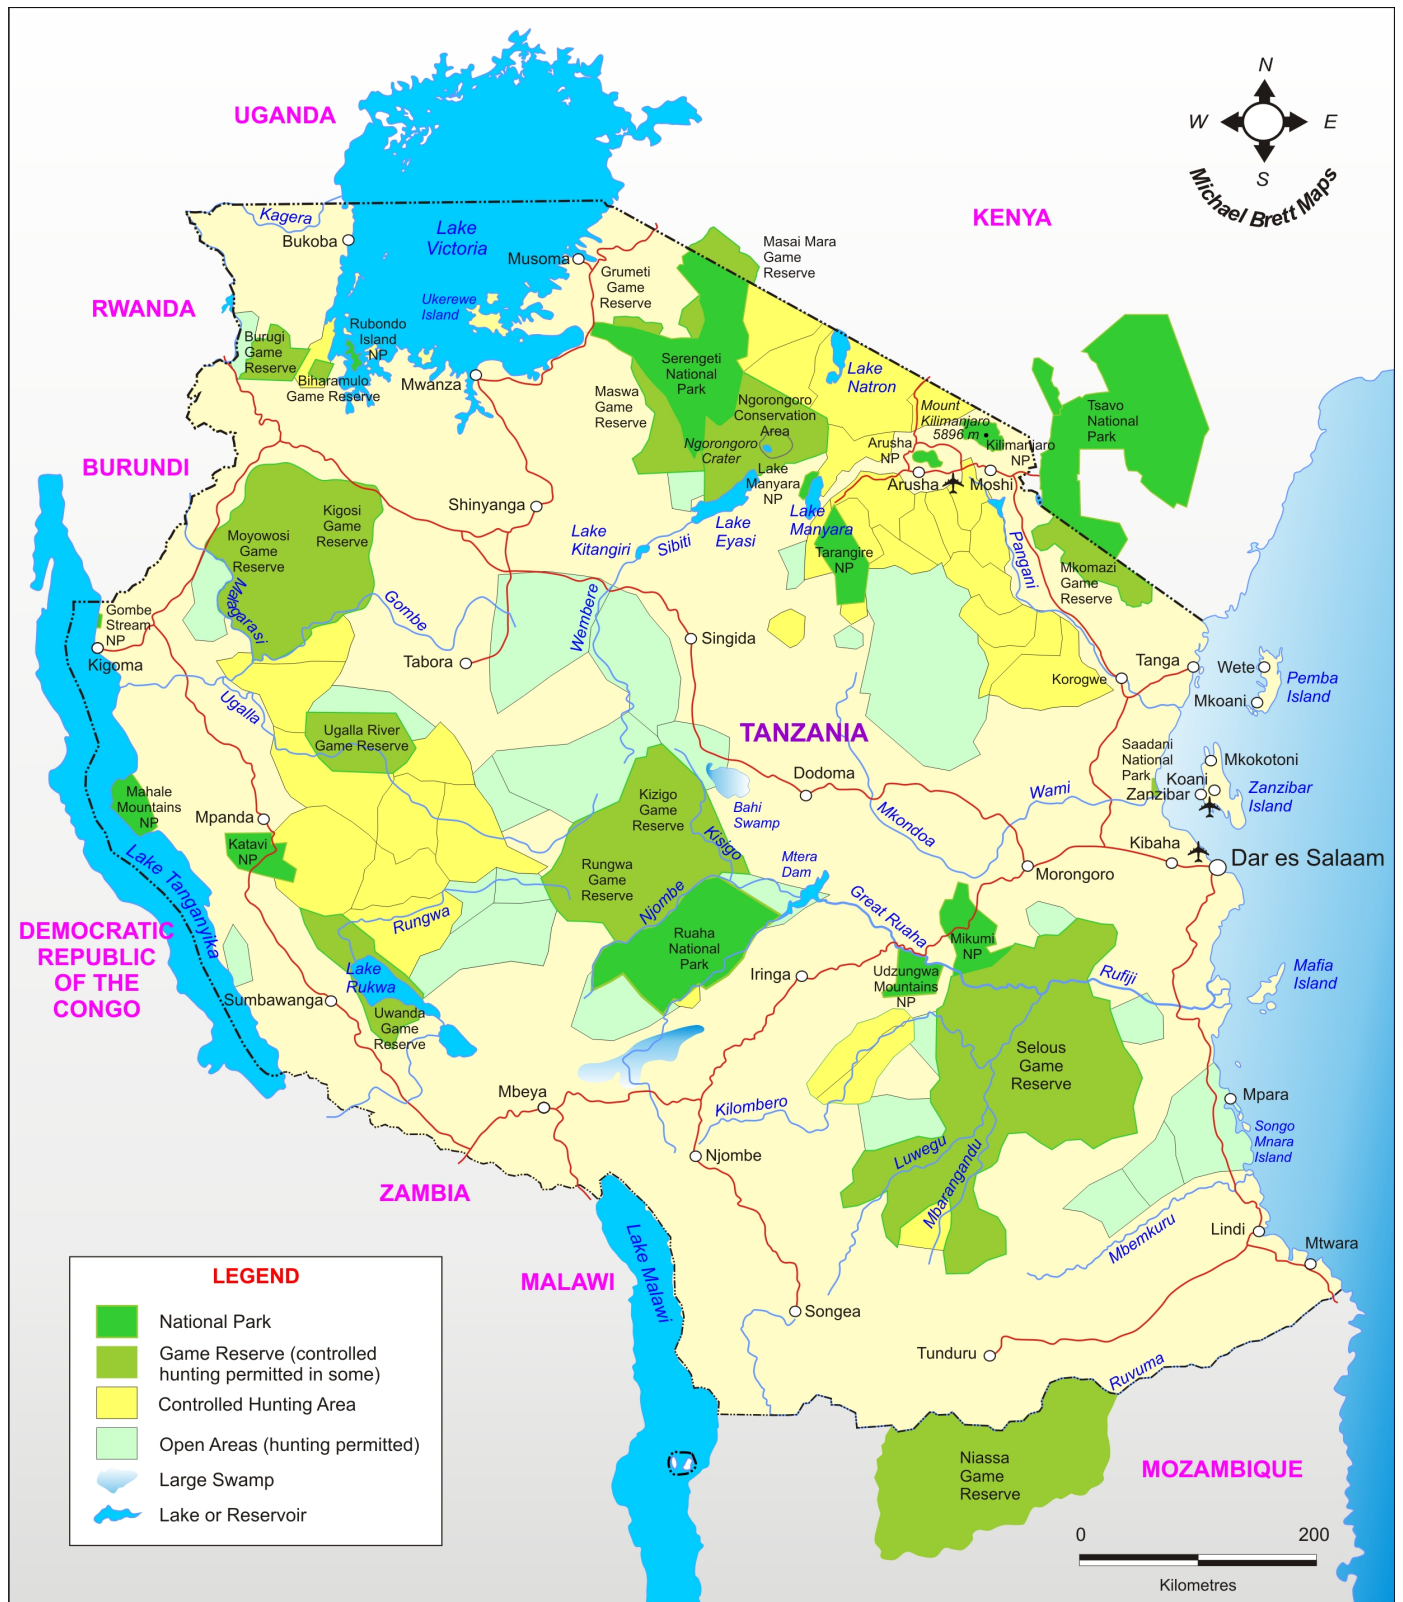 N
W
E
S
Michael Brett Maps
UGANDA
KENYA
RWANDA
BURUNDI
DEMOCRATIC
REPUBLIC
OF THE
CONGO
ZAMBIA
MALAWI
MOZAMBIQUE
TANZANIA
Kagera
Bukoba
Lake
Victoria
Musoma
Ukerewe
Island
Grumeti
Game
Reserve
Masai Mara
Game
Reserve
Burugi
Game
Reserve
Rubondo
Island
NP
Biharamulo
Game Reserve
Mwanza
Serengeti
National
Park
Maswa
Game
Reserve
Ngorongoro
Conservation
Area
Ngorongoro
Crater
Lake
Natron
Mount
Kilimanjaro
5896 m
Kilimanjaro
NP
Arusha
NP
Arusha
Moshi
Tsavo
National
Park
Lake
Manyara
NP
Lake
Manyara
Lake
Eyasi
Lake
Kitangiri
Sibiti
Shinyanga
Tarangire
NP
Pangani
Mkomazi
Game
Reserve
Kigosi
Game
Reserve
Moyowosi
Game
Reserve
Malagarasi
Gombe
Gombe
Stream
NP
Kigoma
Tabora
Wembere
Singida
Korogwe
Tanga
Wete
Mkoani
Pemba
Island
Ugalla
Ugalla River
Game Reserve
Saadani
National
Park
Mkokotoni
Koani
Zanzibar
Zanzibar
Island
Dodoma
Bahi
Swamp
Wami
Mkondoa
Kizigo
Game
Reserve
Kisigo
Mahale
Mountains
NP
Mpanda
Katavi
NP
Lake Tanganyika
Rungwa
Game
Reserve
Mtera
Dam
Kibaha
Dar es Salaam
Morongoro
Njombe
Great Ruaha
Rungwa
Ruaha
National
Park
Mikumi
NP
Iringa
Udzungwa
Mountains
NP
Rufiji
Mafia
Island
Lake
Rukwa
Sumbawanga
Uwanda
Game
Reserve
Selous
Game
Reserve
Mbeya
Kilombero
Njombe
Luwegu
Mbarangandu
Mpara
Songo
Mnara
Island
Mbemkuru
Lindi
Mtwara
Lake Malawi
Songea
Tunduru
Ruvuma
Niassa
Game
Reserve
LEGEND
National Park
Game Reserve (controlled
hunting permitted in some)
Controlled Hunting Area
Open Areas (hunting permitted)
Large Swamp
Lake or Reservoir
0
200
Kilometres